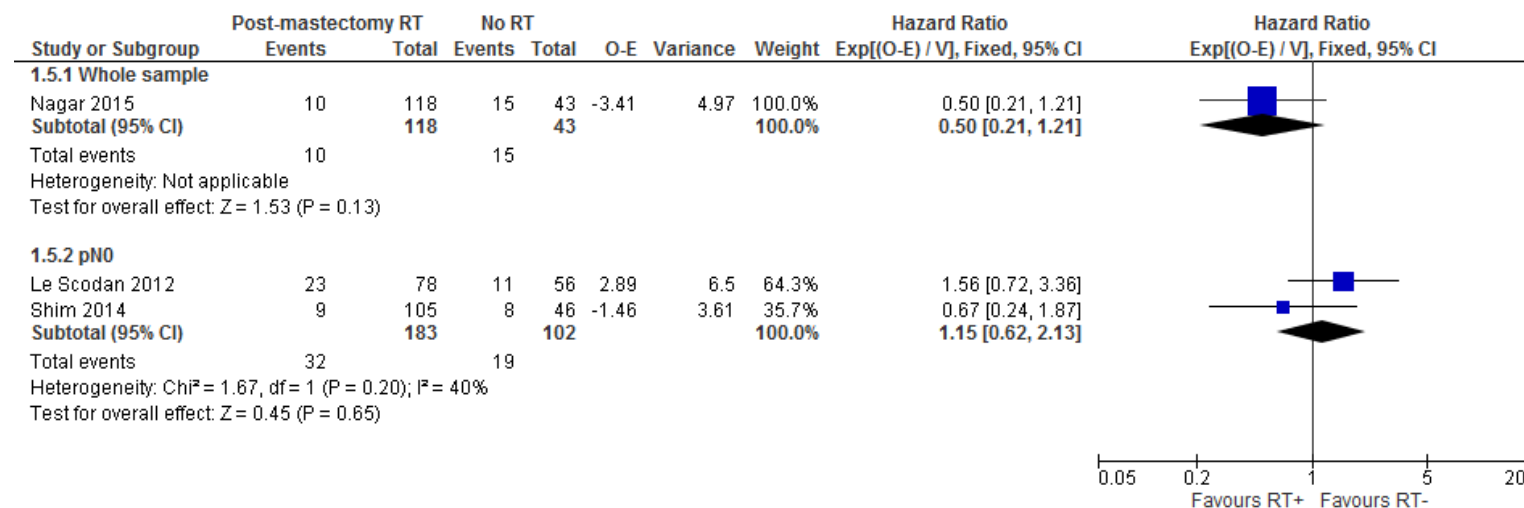 Post-mastectomy RT No RT Hazard Ratio Hazard Ratio
Study or Subgroup Events Total Events Total O-E Variance Weight Exp[(O-E) / V], Fixed, 95% CI Exp[(O-E) / V], Fixed, 95% CI
1.5.1 Whole sample
Nagar 2015 10 118 15 43 -3.41 4.97 100.0% 0.50 [0.21, 1.21]
Subtotal (95% CI) 118 43 100.0% 0.50 [0.21, 1.21]
Total events 10 15
Heterogeneity: Not applicable
Test for overall effect: Z = 1.53 (P = 0.13)
1.5.2 pN0
Le Scodan 2012 23 78 11 56 2.89 6.5 64.3% 1.56 [0.72, 3.36]
Shim 2014 9 105 8 46 -1.46 3.61 35.7% 0.67 [0.24, 1.87]
Subtotal (95% CI) 183 102 100.0% 1.15 [0.62, 2.13]
Total events 32 19
Heterogeneity: Chi² = 1.67, df = 1 (P = 0.20); I² = 40%
Test for overall effect: Z = 0.45 (P = 0.65)
0.05 0.2 1 5 20
Favours RT+ Favours RT-